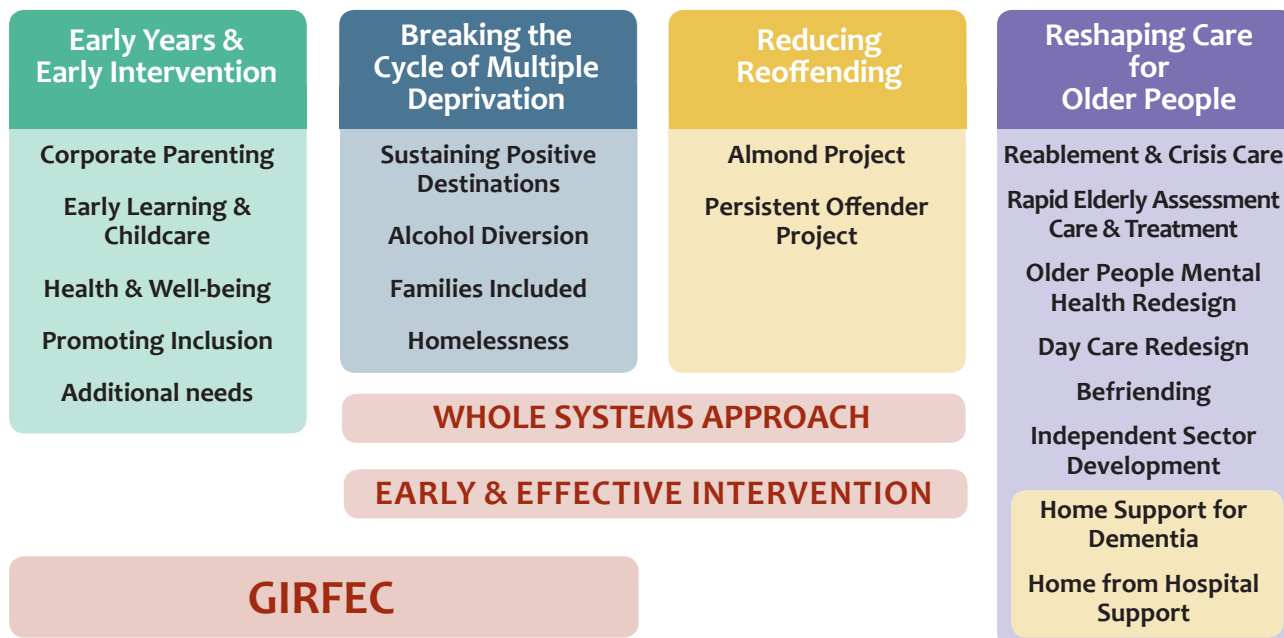 Early Years &
Early Intervention
Corporate Parenting
Early Learning &
Childcare
Health & Well-being
Promoting Inclusion
Additional needs
Breaking the
Cycle of Multiple
Deprivation
Sustaining Positive
Destinations
Alcohol Diversion
Families Included
Homelessness
Reducing
Reoffending
Almond Project
Persistent Offender
Project
Reshaping Care
for
Older People
Reablement & Crisis Care
Rapid Elderly Assessment
Care & Treatment
Older People Mental
Health Redesign
Day Care Redesign
Befriending
Independent Sector
Development
Home Support for
Dementia
Home from Hospital
Support
WHOLE SYSTEMS APPROACH
EARLY & EFFECTIVE INTERVENTION
GIRFEC